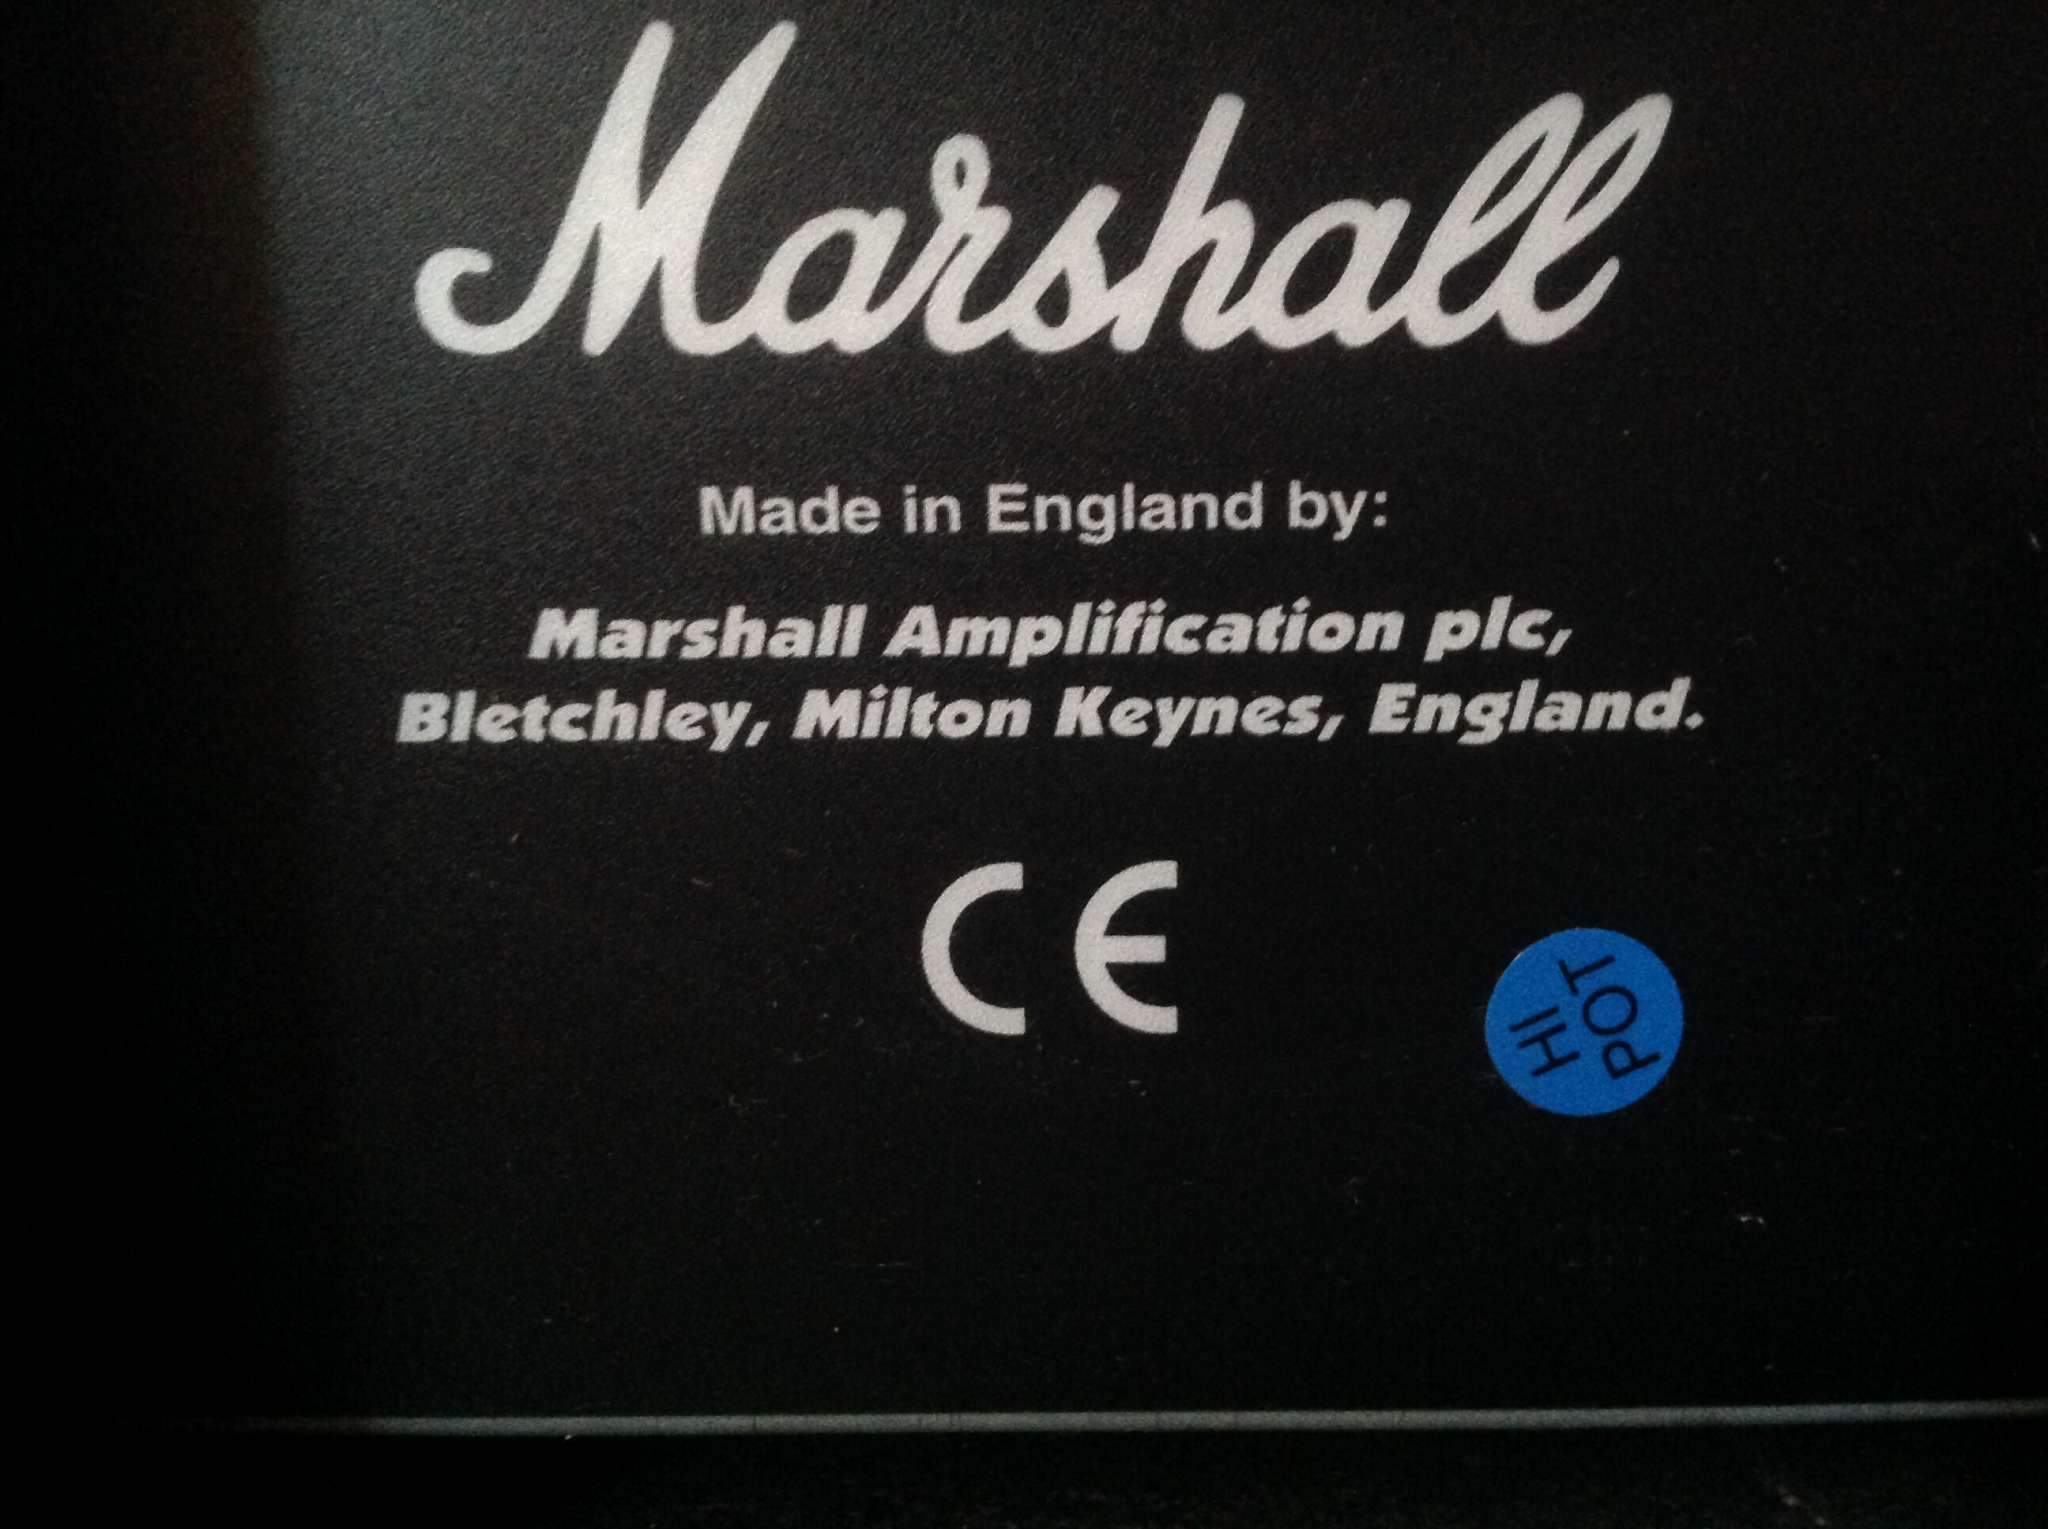 Marshall
Made in England by:
Marshall Amplification plc,
Bletchley, Milton Keynes, England.
CE
HI
POT